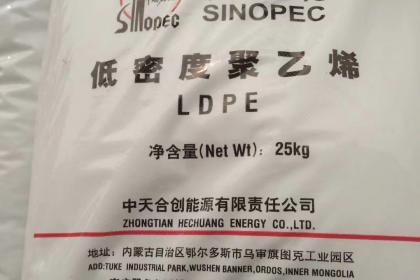 SINOPEC
SINOPEC
低密度聚乙烯
LDPE
净含量(Net Wt): 25kg
中天合创能源有限责任公司
ZHONGTIAN HECHUANG ENERGY CO.,LTD.
地址: 内蒙古自治区鄂尔多斯市乌审旗图克工业园区
ADD:TUKE INDUSTRIAL PARK,WUSHEN BANNER,ORDOS,INNER MONGOLIA